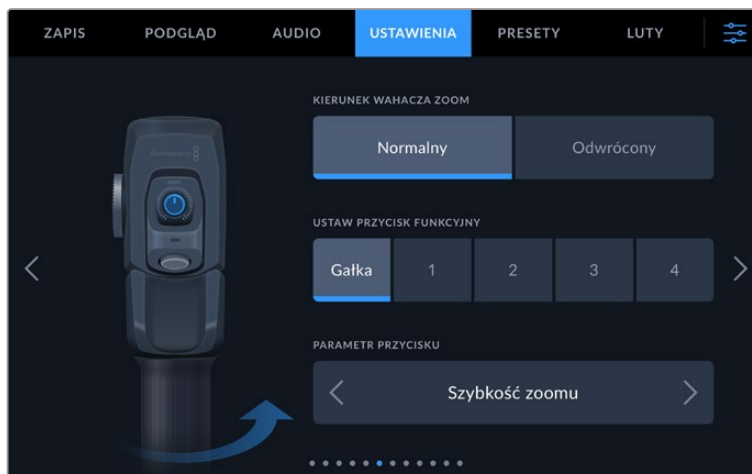 ZAPIS PODGLĄD AUDIO USTAWIENIA PRESETY LUTY
KIERUNEK WAHACZA ZOOM
Normalny Odwrócony
USTAW PRZYCISK FUNKCYJNY
Gałka 1 2 3 4
PARAMETR PRZYCISKU
Szybkość zoomu